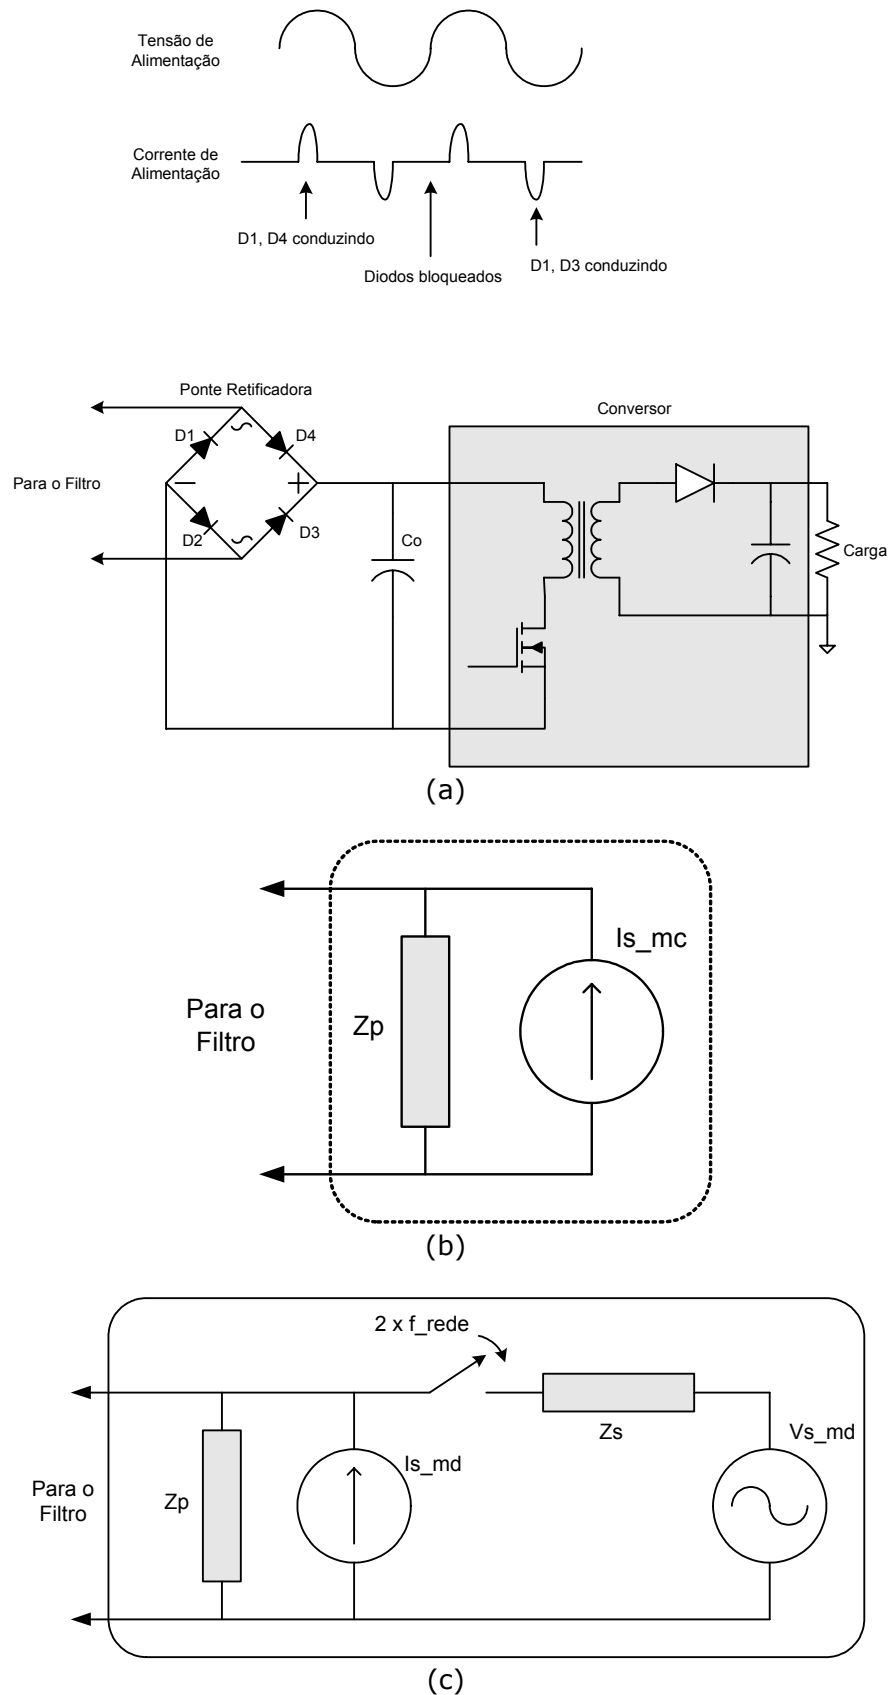 Tensão de
Alimentação
Corrente de
Alimentação
D1, D4 conduzindo
D1, D3 conduzindo
Diodos bloqueados
Ponte Retificadora
Conversor
D1
D4
Para o Filtro
D2
D3
Co
Carga
(a)
Is_mc
Para o
Filtro
Zp
(b)
2 x f_rede
Zs
Vs_md
Is_md
Para o
Filtro
Zp
(c)